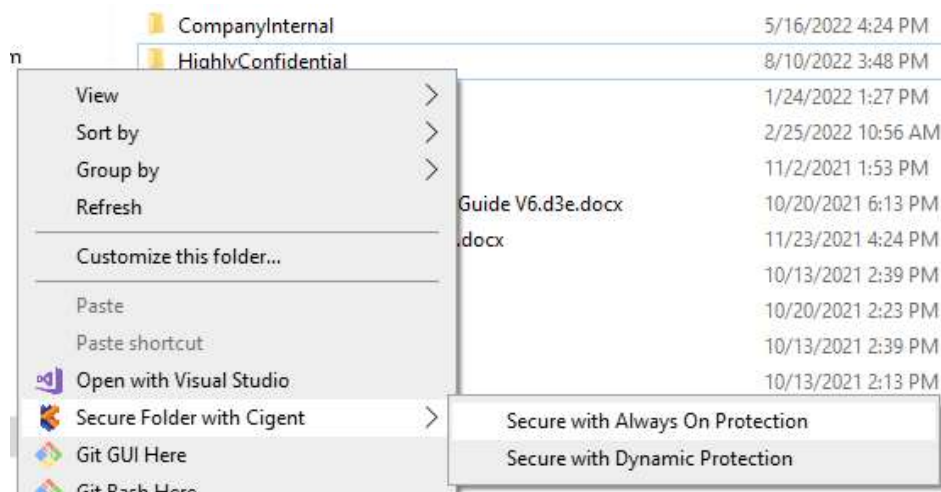 CompanyInternal 5/16/2022 4:24 PM
m HighlyConfidential 8/10/2022 3:48 PM
View 1/24/2022 1:27 PM
Sort by 2/25/2022 10:56 AM
Group by 11/2/2021 1:53 PM
Refresh Guide V6.d3e.docx 10/20/2021 6:13 PM
.docx 11/23/2021 4:24 PM
Customize this folder... 10/13/2021 2:39 PM
Paste 10/20/2021 2:23 PM
Paste shortcut 10/13/2021 2:39 PM
Open with Visual Studio 10/13/2021 2:13 PM
Secure Folder with Cigent Secure with Always On Protection
Git GUI Here Secure with Dynamic Protection
Git Bash Here